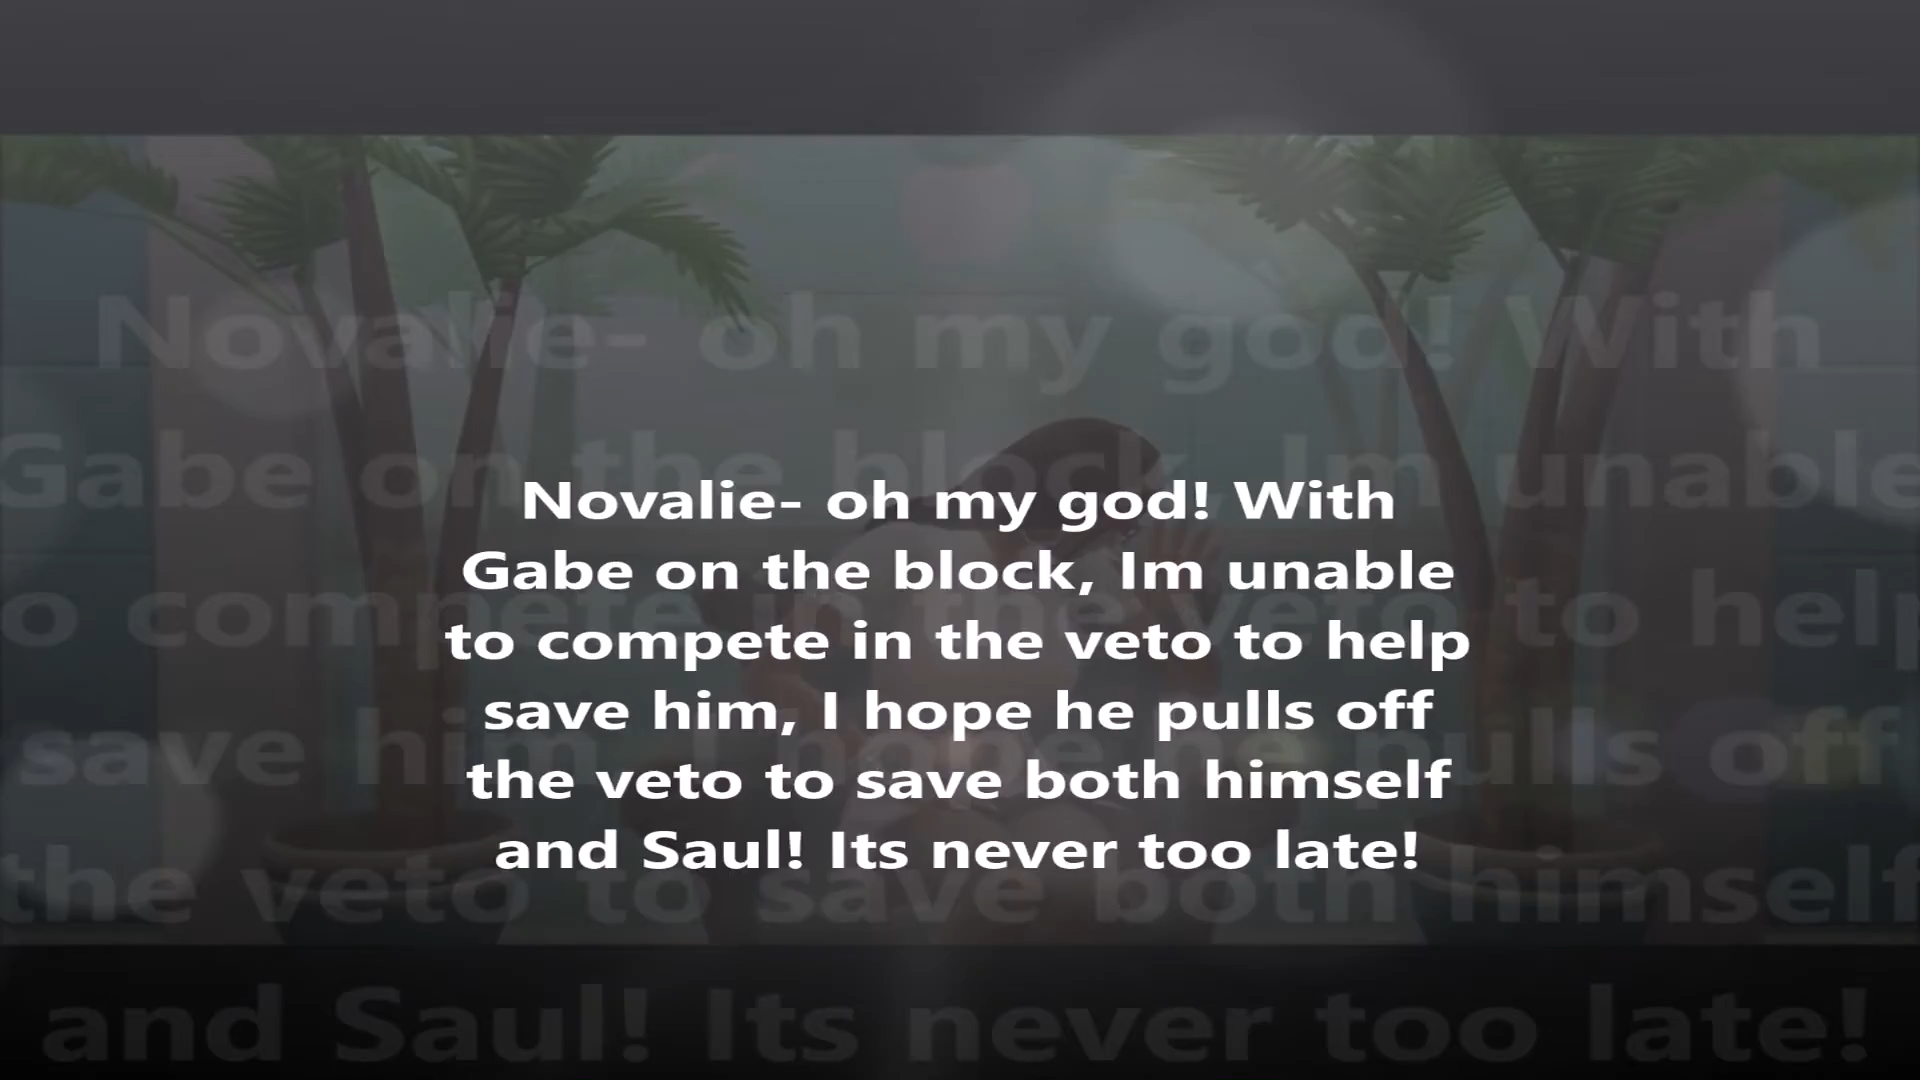 Novalie- oh my god! With
Gabe on the block, Im unable
to compete in the veto to help
save him, I hope he pulls off
the veto to save both himself
and Saul! Its never too late!